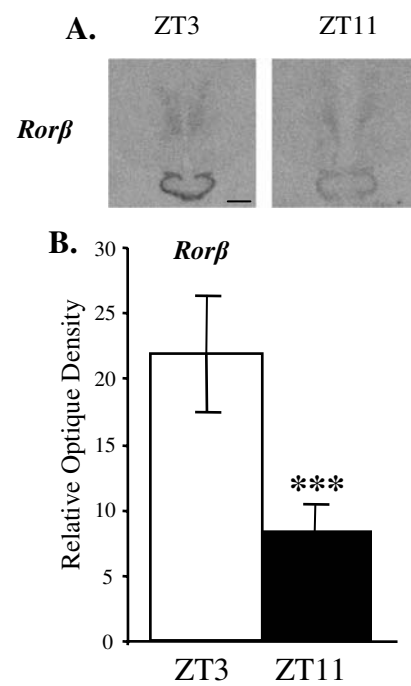 A.
ZT3 ZT11
Rorβ
B.
Rorβ
Relative Optique Density
30
25
20
15
10
5
0
***
ZT3 ZT11